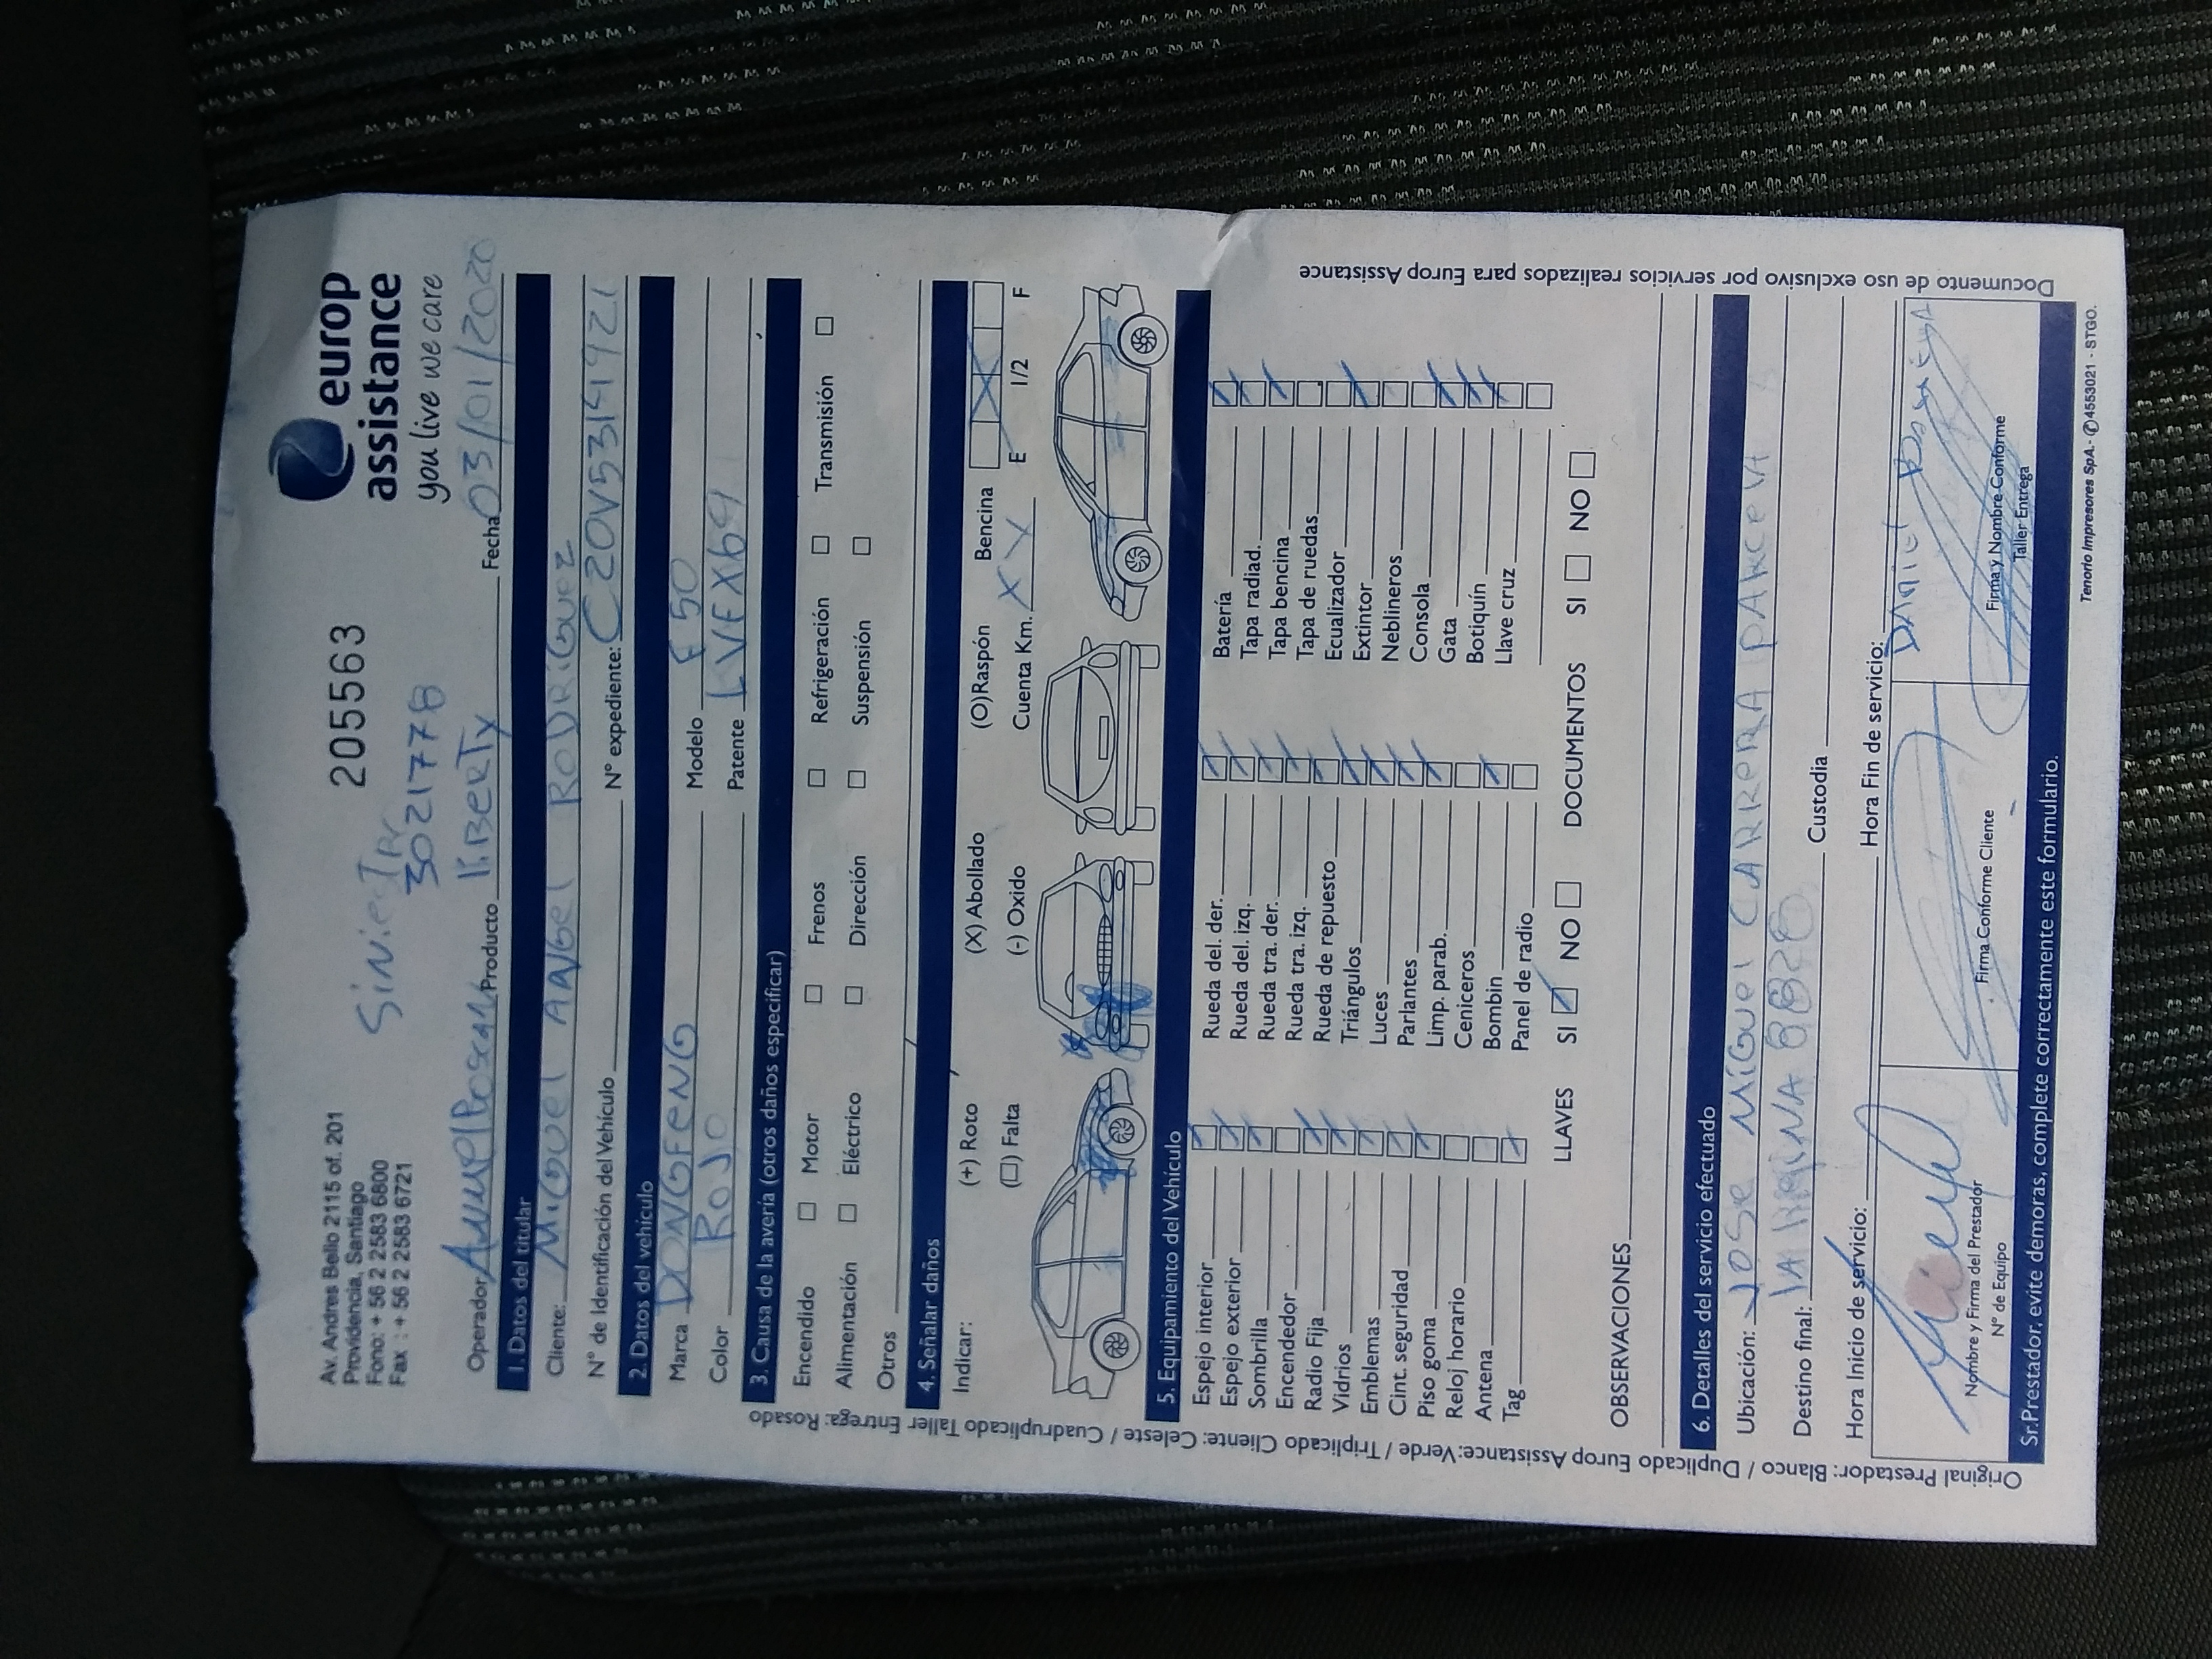 Av. Andres Bello 2115 of. 201
Providencia, Santiago
Fono: + 56 2 2583 6800
Fax : + 56 2 2583 6721
205563
europ
assistance
you live we care
Siniestr
30217778
Operador Producto liBerty Fecha 03/01/2020
1. Datos del titular
Cliente: MiGuel ANGel RoDriGuez
N° de Identificación del Vehículo N° expediente: C20V5314921
2. Datos del vehículo
Marca DONGFENG Modelo E 50
Color ROJO Patente LVFX69
3. Causa de la avería (otros daños especificar)
Encendido Motor Frenos Refrigeración Transmisión
Alimentación Eléctrico Dirección Suspensión
Otros
4. Señalar daños
Indicar: (+) Roto (X) Abollado (O)Raspón Bencina
(□) Falta (-) Oxido Cuenta Km. X X E 1/2 F
5. Equipamiento del Vehículo
Espejo interior Rueda del. der. Batería
Espejo exterior Rueda del. izq. Tapa radiad.
Sombrilla Rueda tra. der. Tapa bencina
Encendedor Rueda tra. izq. Tapa de ruedas
Radio Fija Rueda de repuesto Ecualizador
Vidrios Triángulos Extintor
Emblemas Luces Neblineros
Cint. seguridad Parlantes Consola
Piso goma Limp. parab. Gata
Reloj horario Ceniceros Botiquín
Antena Bombin Llave cruz
Tag Panel de radio
LLAVES SI NO DOCUMENTOS SI NO
OBSERVACIONES
6. Detalles del servicio efectuado
Ubicación: JOSE MIGUEL CARRERA
Destino final: LA REGINA Custodia
Hora Inicio de servicio: Hora Fin de servicio:
DANIEL
Nombre y Firma del Prestador
N° de Equipo
Firma Conforme Cliente
Firma y Nombre Conforme
Taller Entrega
Sr. Prestador, evite demoras, complete correctamente este formulario.
Tenorio Impresores SpA.- ✆4553021 - STGO.
Original Prestador: Blanco / Duplicado Europ Assistance: Verde / Triplicado Cliente: Celeste / Cuadruplicado Taller Entrega: Rosado
Documento de uso exclusivo por servicios realizados para Europ Assistance